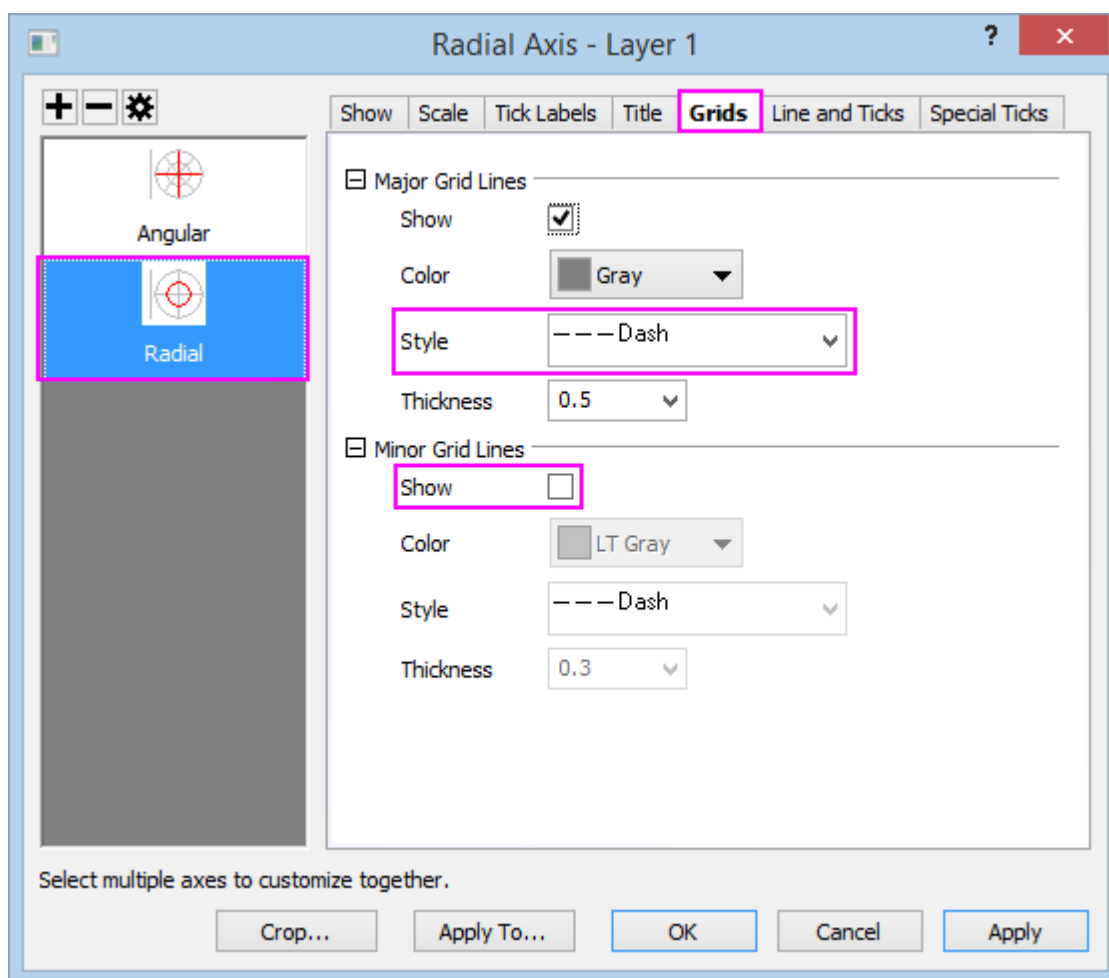 Radial Axis - Layer 1
?
Show Scale Tick Labels Title Grids Line and Ticks Special Ticks
Angular
Radial
Major Grid Lines
Show
Color Gray
Style Dash
Thickness 0.5
Minor Grid Lines
Show
Color LT Gray
Style Dash
Thickness 0.3
Select multiple axes to customize together.
Crop... Apply To... OK Cancel Apply